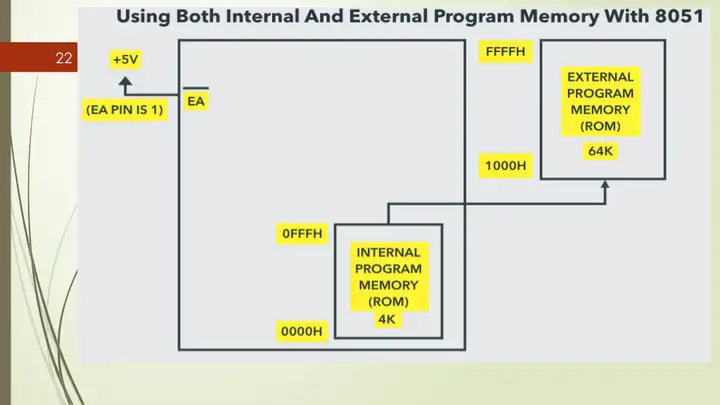 Using Both Internal And External Program Memory With 8051
22
+5V
(EA PIN IS 1)
EA
FFFFH
EXTERNAL
PROGRAM
MEMORY
(ROM)
64K
1000H
0FFFH
INTERNAL
PROGRAM
MEMORY
(ROM)
4K
0000H